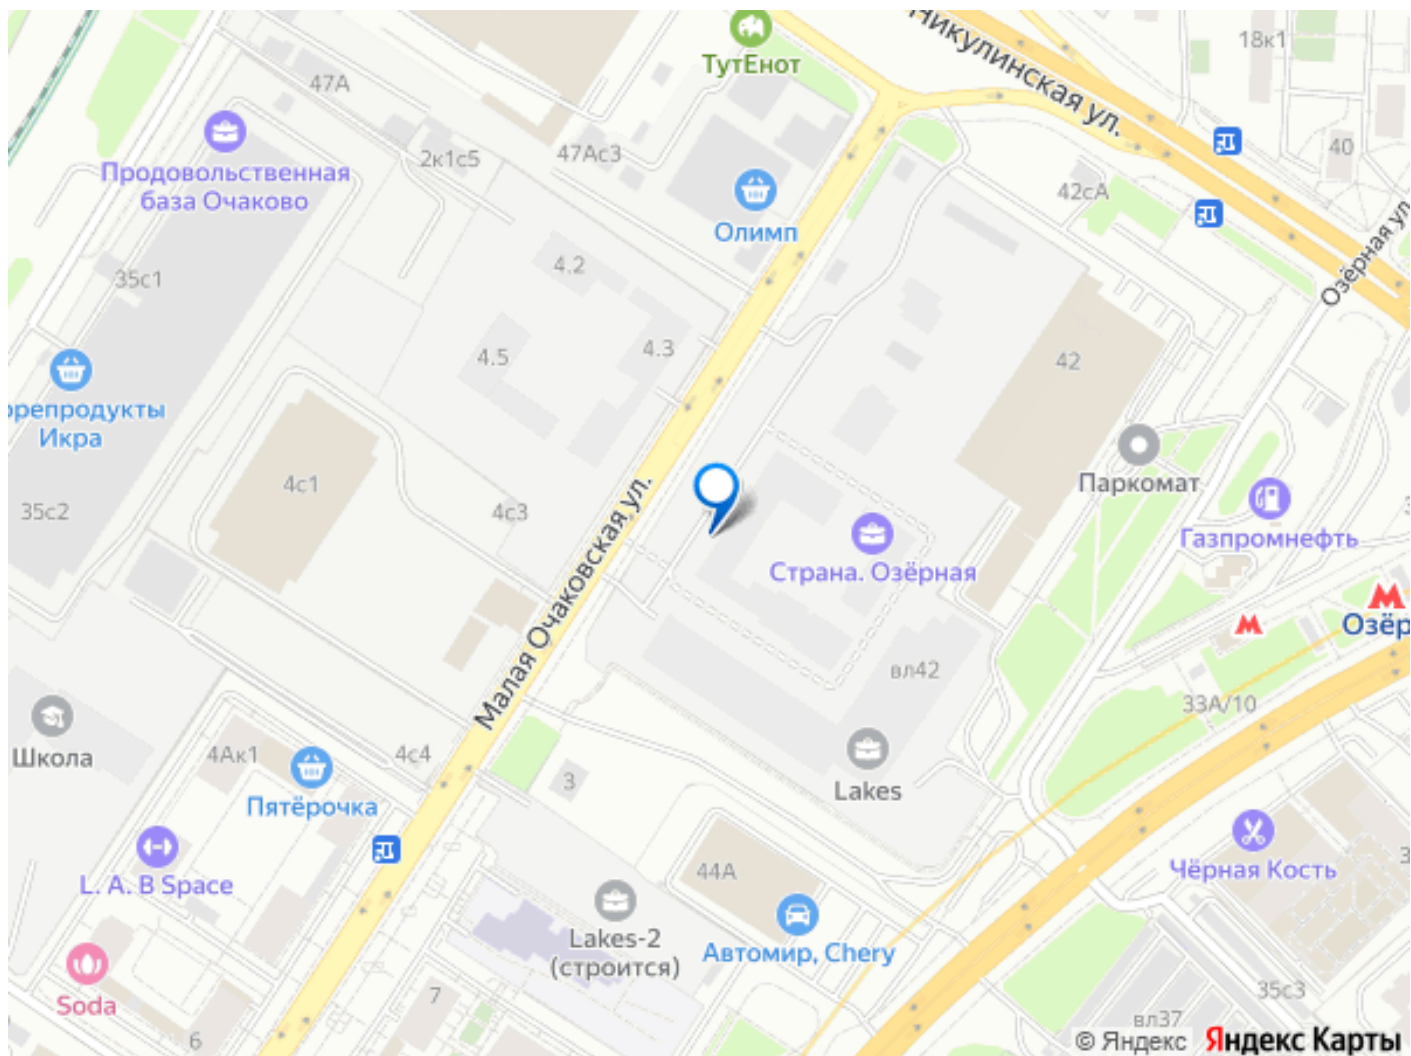 ТутЕнот
Никулинская ул.
18к1
47А
Продовольственная
база Очаково
2к1с5
47Ас3
40
42сА
Олимп
Озёрная ул.
4.2
35с1
4.3
4.5
42
орепродукты
Икра
4с1
35с2
4с3
Паркомат
Газпромнефть
Малая Очаковская ул.
Страна. Озёрная
Озёр
вл42
33А/10
Школа
4Ак1
4с4
Пятёрочка
3
Lakes
L. A. B Space
44А
Чёрная Кость
3
Lakes-2
(строится)
Автомир, Chery
Soda
7
35с3
6
вл37
© Яндекс Яндекс Карты